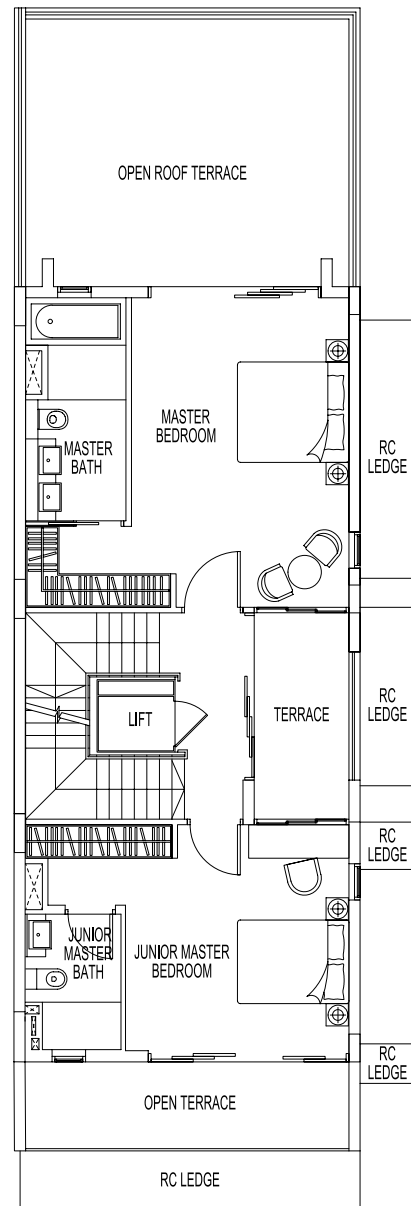 OPEN ROOF TERRACE
MASTER
BEDROOM
MASTER
BATH
RC
LEDGE
LIFT
TERRACE
RC
LEDGE
RC
LEDGE
JUNIOR
MASTER
BATH
JUNIOR MASTER
BEDROOM
RC
LEDGE
OPEN TERRACE
RC LEDGE